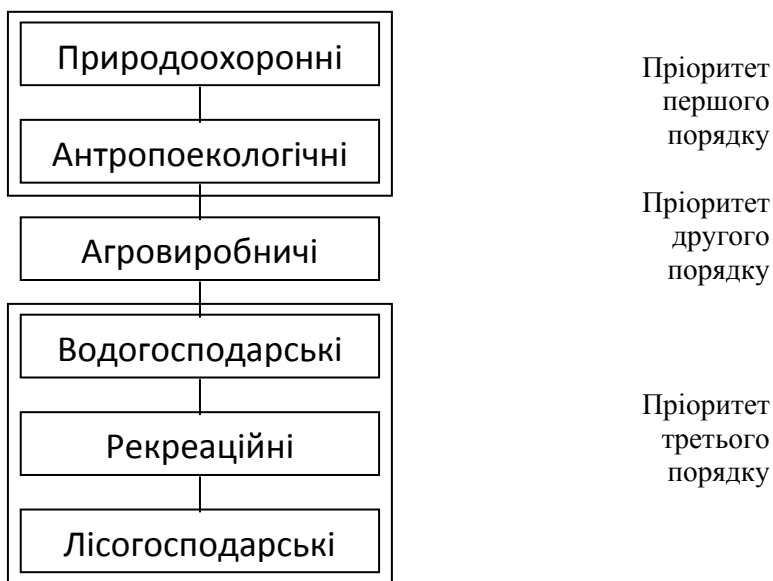 Природоохоронні
Антропоекологічні
Пріоритет
першого
порядку
Агровиробничі
Пріоритет
другого
порядку
Водогосподарські
Рекреаційні
Лісогосподарські
Пріоритет
третього
порядку